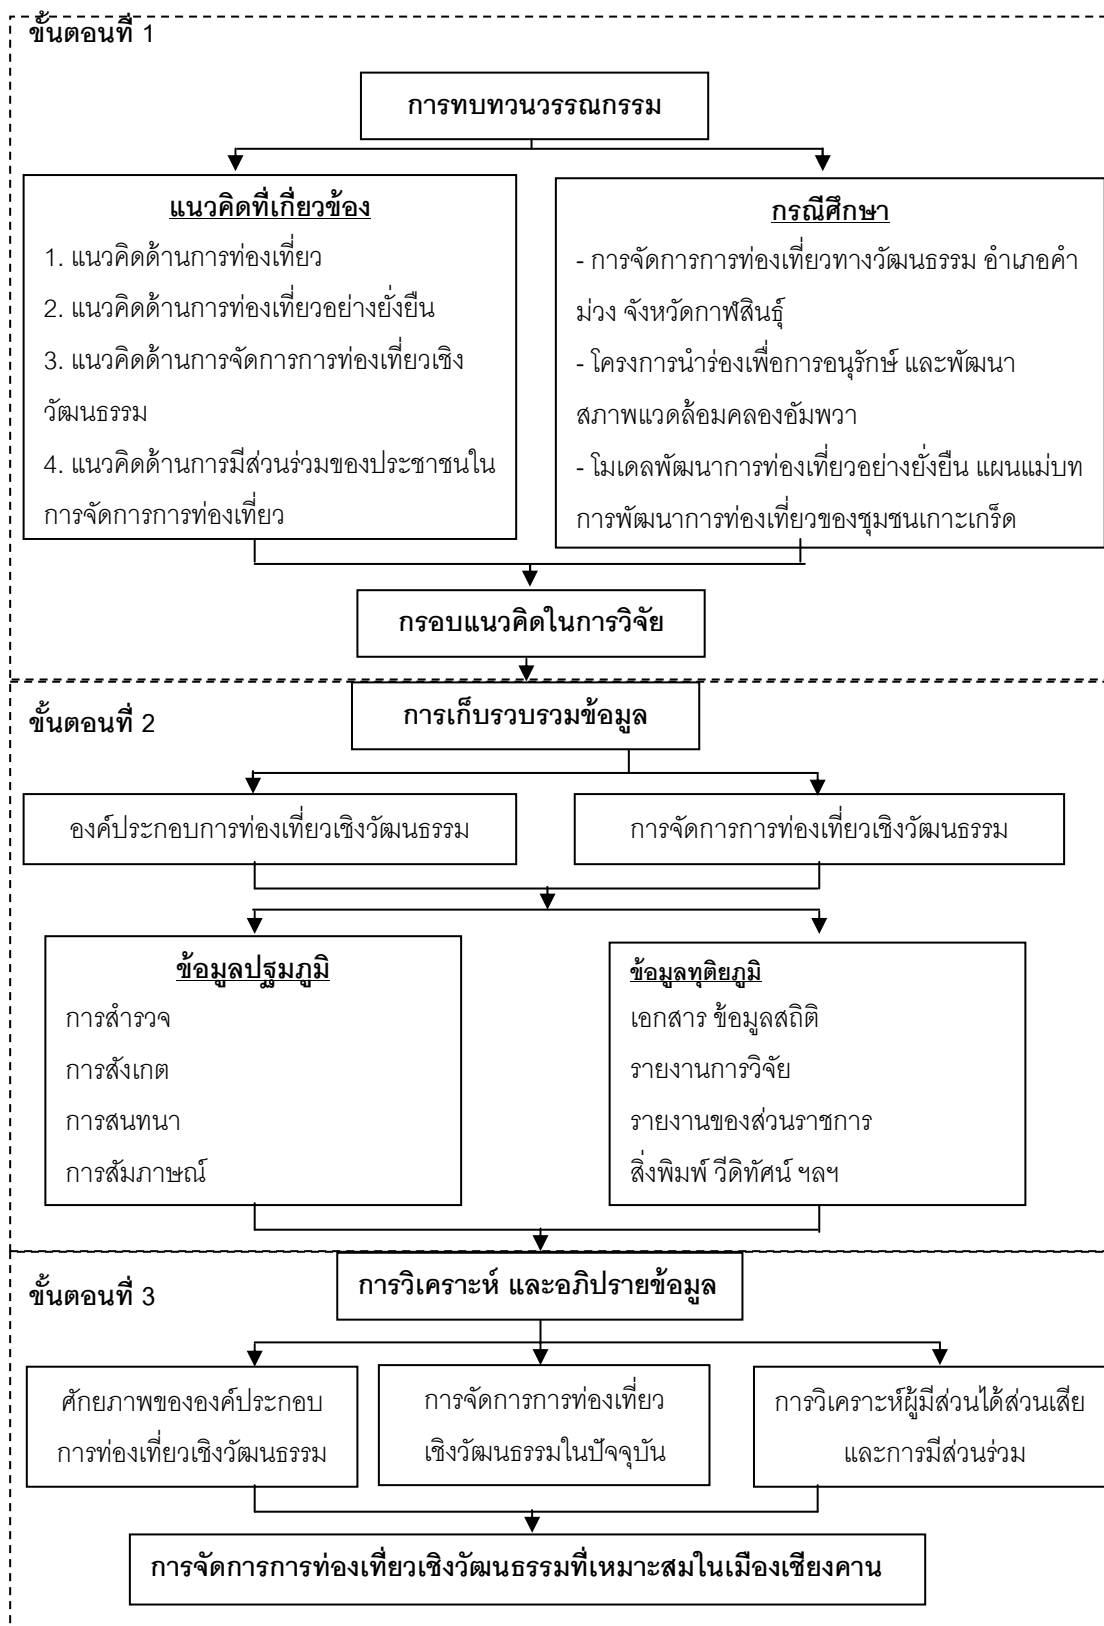 ขั้นตอนที่ 1
การทบทวนวรรณกรรม
แนวคิดที่เกี่ยวข้อง
1. แนวคิดด้านการท่องเที่ยว
2. แนวคิดด้านการท่องเที่ยวอย่างยั่งยืน
3. แนวคิดด้านการจัดการการท่องเที่ยวเชิง
วัฒนธรรม
4. แนวคิดด้านการมีส่วนร่วมของประชาชนใน
การจัดการการท่องเที่ยว
กรณีศึกษา
- การจัดการการท่องเที่ยวทางวัฒนธรรม อำเภอคำ
ม่วง จังหวัดกาฬสินธุ์
- โครงการนำร่องเพื่อการอนุรักษ์ และพัฒนา
สภาพแวดล้อมคลองอัมพวา
- โมเดลพัฒนาการท่องเที่ยวอย่างยั่งยืน แผนแม่บท
การพัฒนาการท่องเที่ยวของชุมชนเกาะเกร็ด
กรอบแนวคิดในการวิจัย
ขั้นตอนที่ 2
การเก็บรวบรวมข้อมูล
องค์ประกอบการท่องเที่ยวเชิงวัฒนธรรม
การจัดการการท่องเที่ยวเชิงวัฒนธรรม
ข้อมูลปฐมภูมิ
การสำรวจ
การสังเกต
การสนทนา
การสัมภาษณ์
ข้อมูลทุติยภูมิ
เอกสาร ข้อมูลสถิติ
รายงานการวิจัย
รายงานของส่วนราชการ
สิ่งพิมพ์ วีดิทัศน์ ฯลฯ
ขั้นตอนที่ 3
การวิเคราะห์ และอภิปรายข้อมูล
ศักยภาพขององค์ประกอบ
การท่องเที่ยวเชิงวัฒนธรรม
การจัดการการท่องเที่ยว
เชิงวัฒนธรรมในปัจจุบัน
การวิเคราะห์ผู้มีส่วนได้ส่วนเสีย
และการมีส่วนร่วม
การจัดการการท่องเที่ยวเชิงวัฒนธรรมที่เหมาะสมในเมืองเชียงคาน